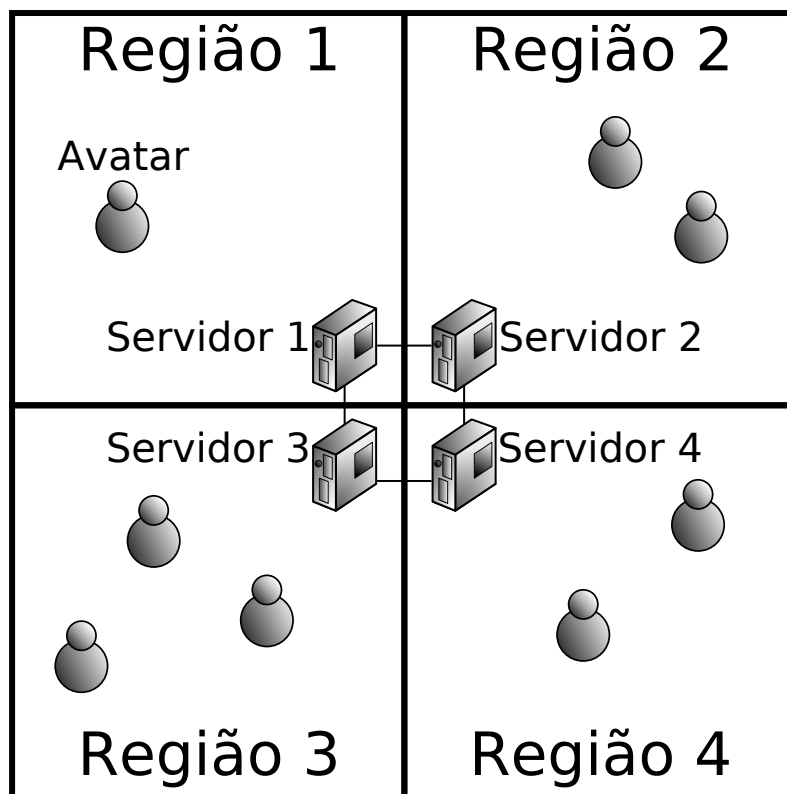 Região 1
Região 2
Avatar
Servidor 1
Servidor 2
Servidor 3
Servidor 4
Região 3
Região 4